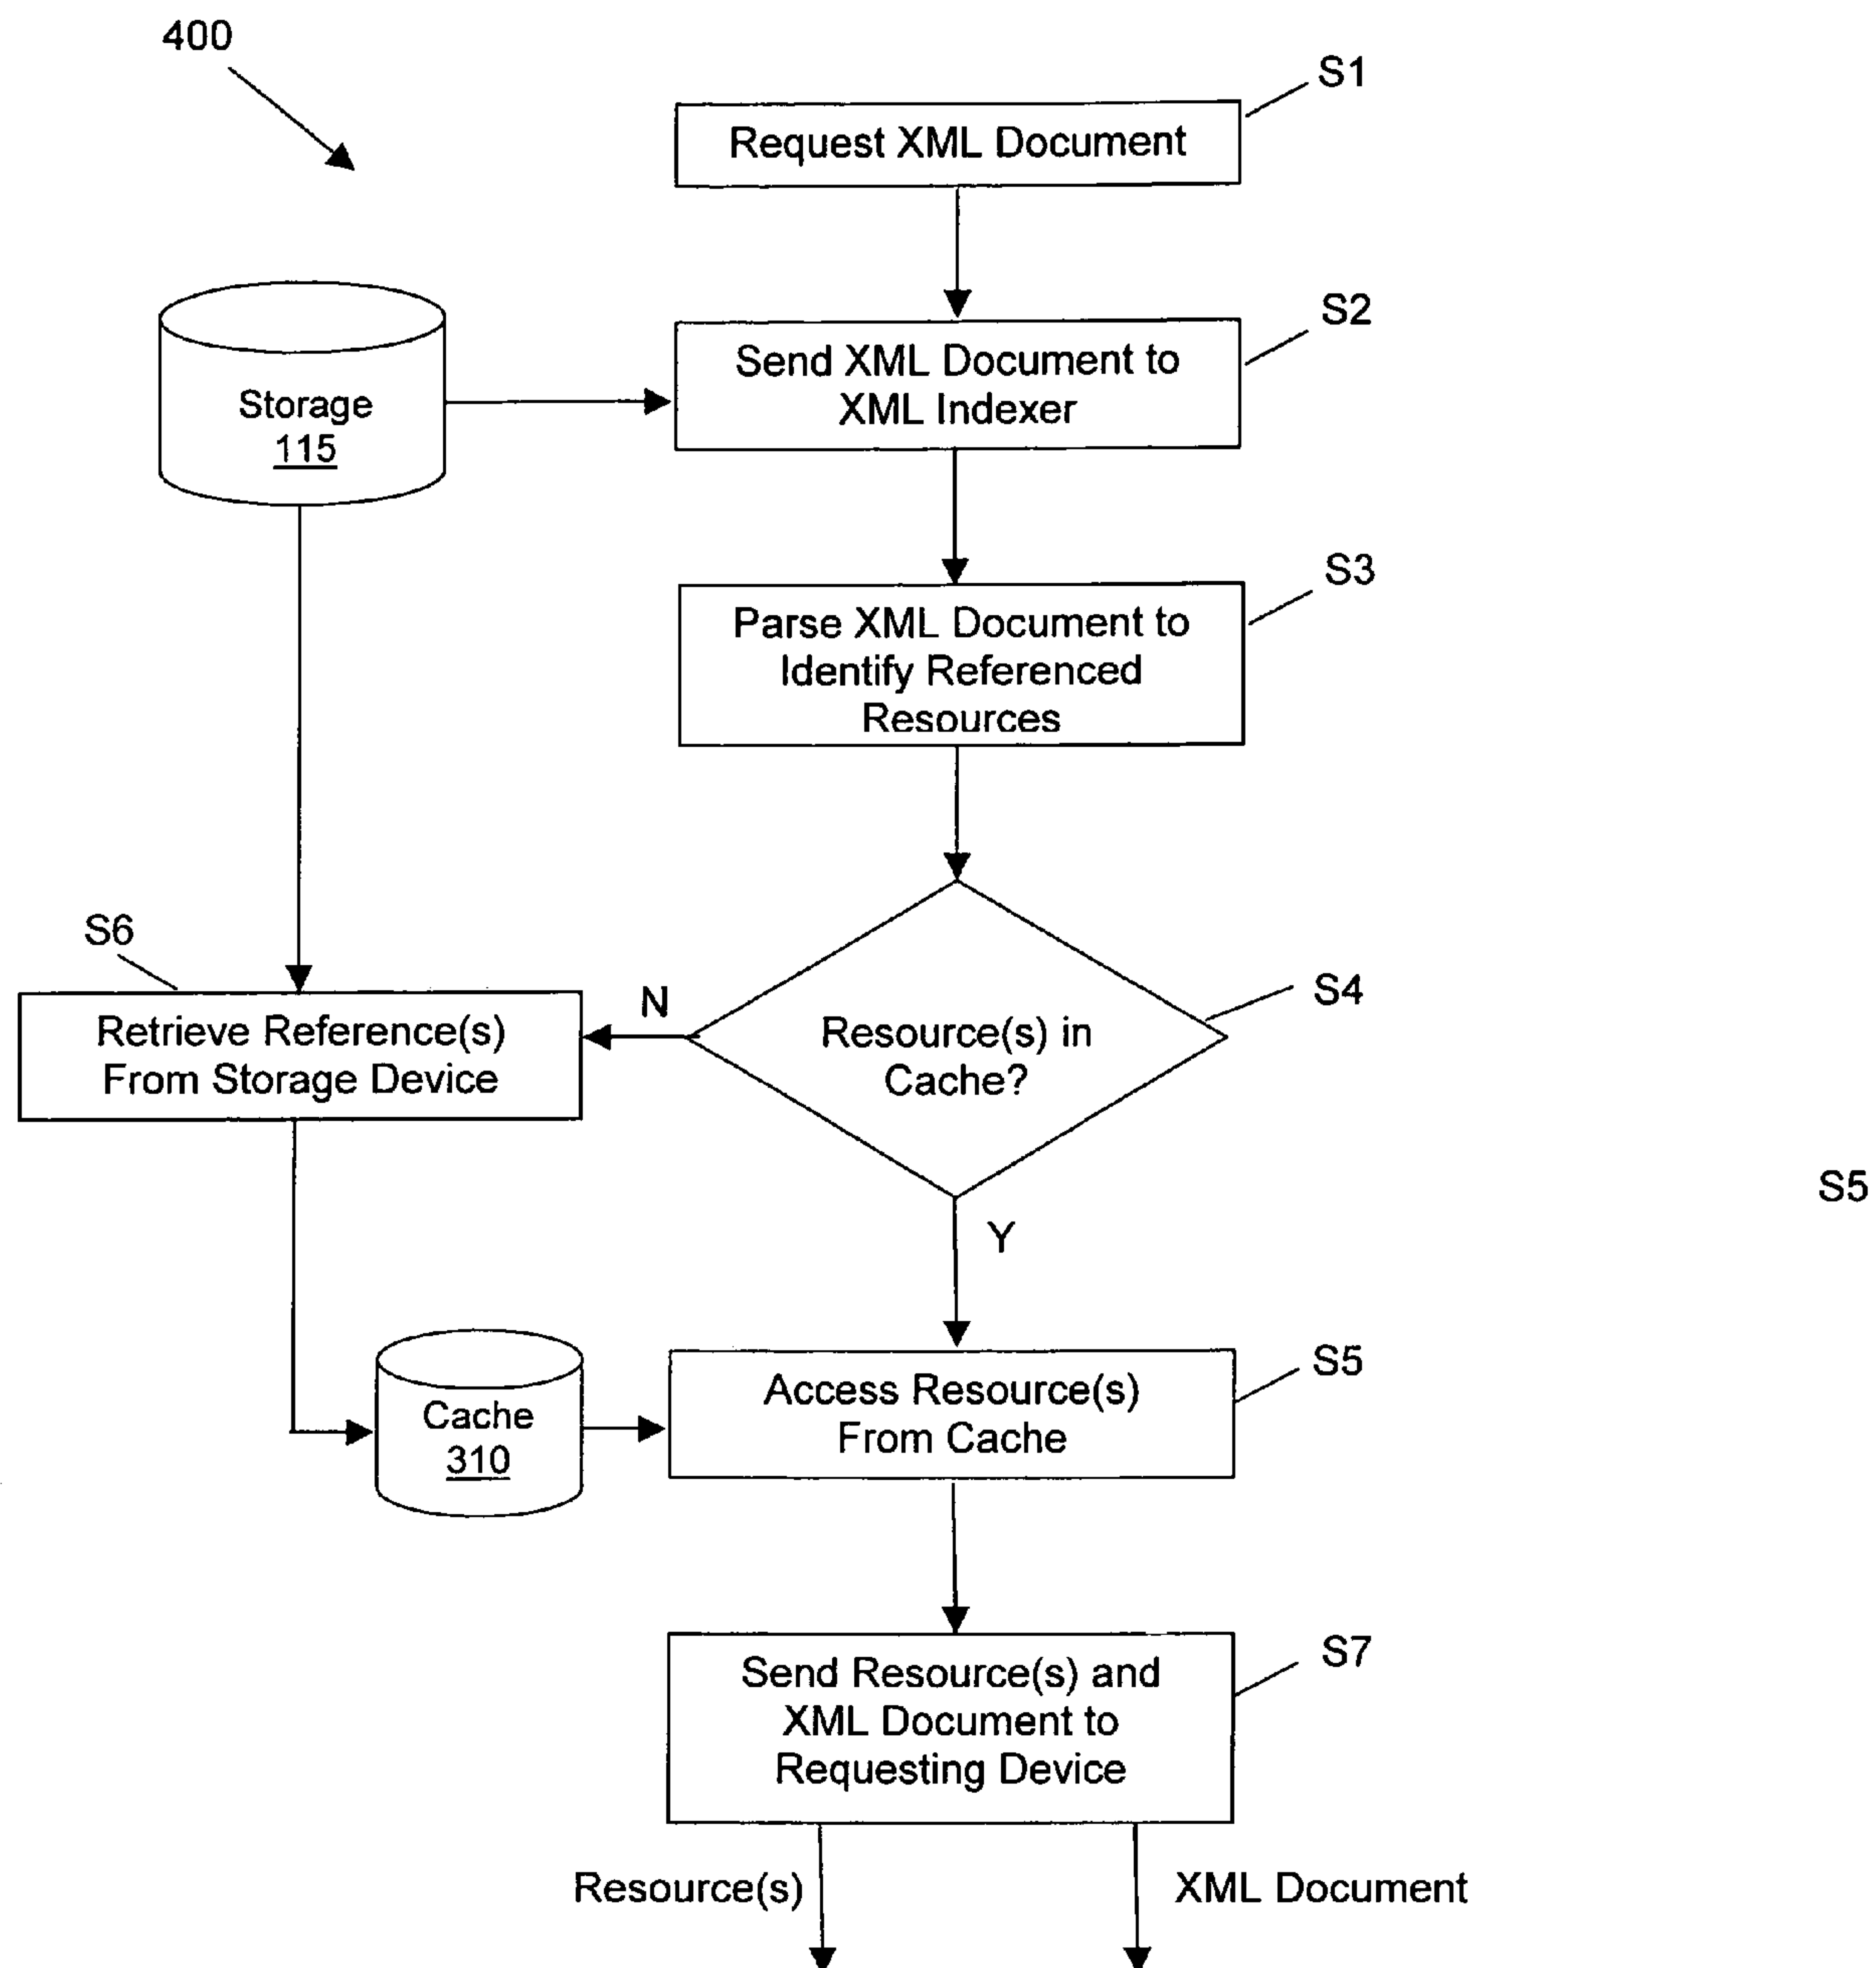 400
S1
Request XML Document
S2
Send XML Document to
XML Indexer
Storage
115
S3
Parse XML Document to
Identify Referenced
Resources
S6
Retrieve Reference(s)
From Storage Device
N
S4
Resource(s) in
Cache?
S5
Y
Cache
310
S5
Access Resource(s)
From Cache
S7
Send Resource(s) and
XML Document to
Requesting Device
Resource(s)
XML Document